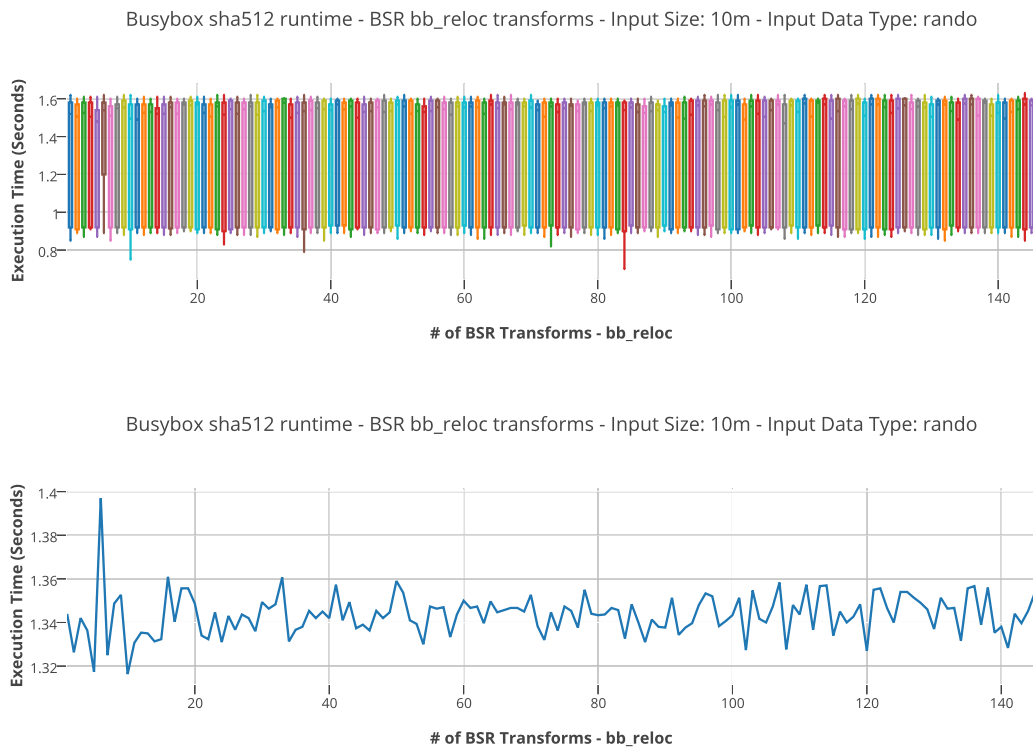 Busybox sha512 runtime - BSR bb_reloc transforms - Input Size: 10m - Input Data Type: rando
Execution Time (Seconds)
1.6
1.4
1.2
1
0.8
20 40 60 80 100 120 140
# of BSR Transforms - bb_reloc
Busybox sha512 runtime - BSR bb_reloc transforms - Input Size: 10m - Input Data Type: rando
Execution Time (Seconds)
1.4
1.38
1.36
1.34
1.32
20 40 60 80 100 120 140
# of BSR Transforms - bb_reloc